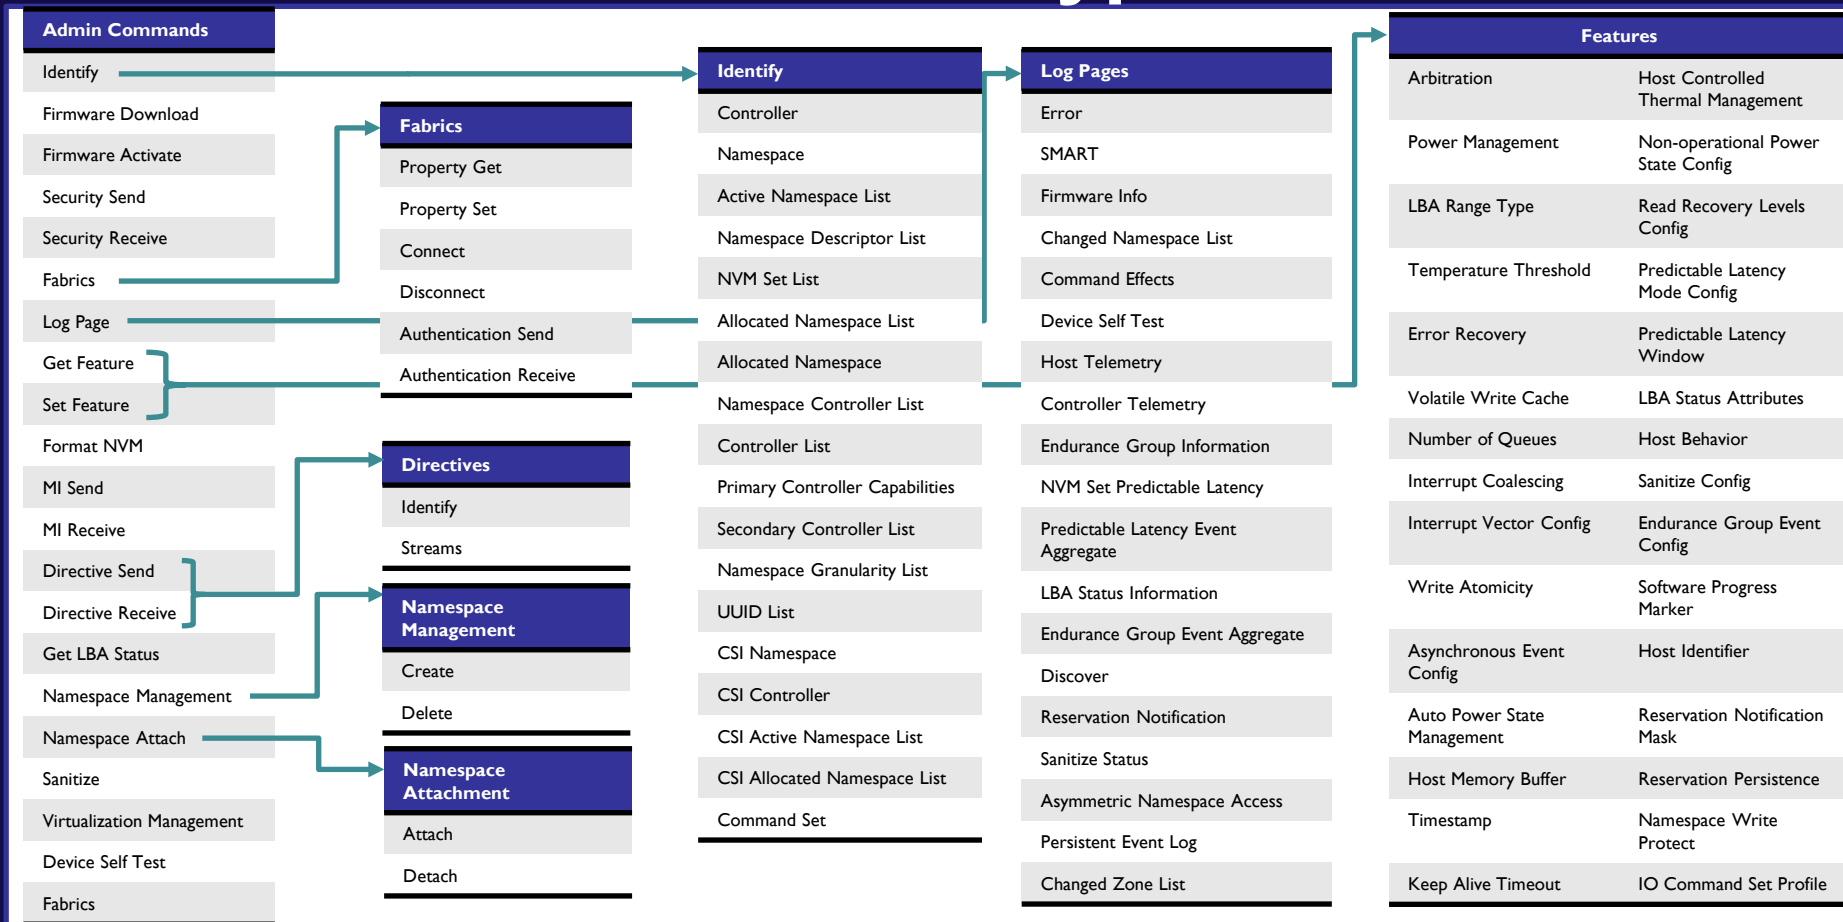 Admin Commands
Identify
Firmware Download
Firmware Activate
Security Send
Security Receive
Fabrics
Log Page
Get Feature
Set Feature
Format NVM
MI Send
MI Receive
Directive Send
Directive Receive
Get LBA Status
Namespace Management
Namespace Attach
Sanitize
Virtualization Management
Device Self Test
Fabrics
Fabrics
Property Get
Property Set
Connect
Disconnect
Authentication Send
Authentication Receive
Directives
Identify
Streams
Namespace
Management
Create
Delete
Namespace
Attachment
Attach
Detach
Identify
Controller
Namespace
Active Namespace List
Namespace Descriptor List
NVM Set List
Allocated Namespace List
Allocated Namespace
Namespace Controller List
Controller List
Primary Controller Capabilities
Secondary Controller List
Namespace Granularity List
UUID List
CSI Namespace
CSI Controller
CSI Active Namespace List
CSI Allocated Namespace List
Command Set
Log Pages
Error
SMART
Firmware Info
Changed Namespace List
Command Effects
Device Self Test
Host Telemetry
Controller Telemetry
Endurance Group Information
NVM Set Predictable Latency
Predictable Latency Event
Aggregate
LBA Status Information
Endurance Group Event Aggregate
Discover
Reservation Notification
Sanitize Status
Asymmetric Namespace Access
Persistent Event Log
Changed Zone List
Features
Arbitration
Power Management
LBA Range Type
Temperature Threshold
Error Recovery
Volatile Write Cache
Number of Queues
Interrupt Coalescing
Interrupt Vector Config
Write Atomicity
Asynchronous Event
Config
Auto Power State
Management
Host Memory Buffer
Timestamp
Keep Alive Timeout
Host Controlled
Thermal Management
Non-operational Power
State Config
Read Recovery Levels
Config
Predictable Latency
Mode Config
Predictable Latency
Window
LBA Status Attributes
Host Behavior
Sanitize Config
Endurance Group Event
Config
Software Progress
Marker
Host Identifier
Reservation Notification
Mask
Reservation Persistence
Namespace Write
Protect
IO Command Set Profile